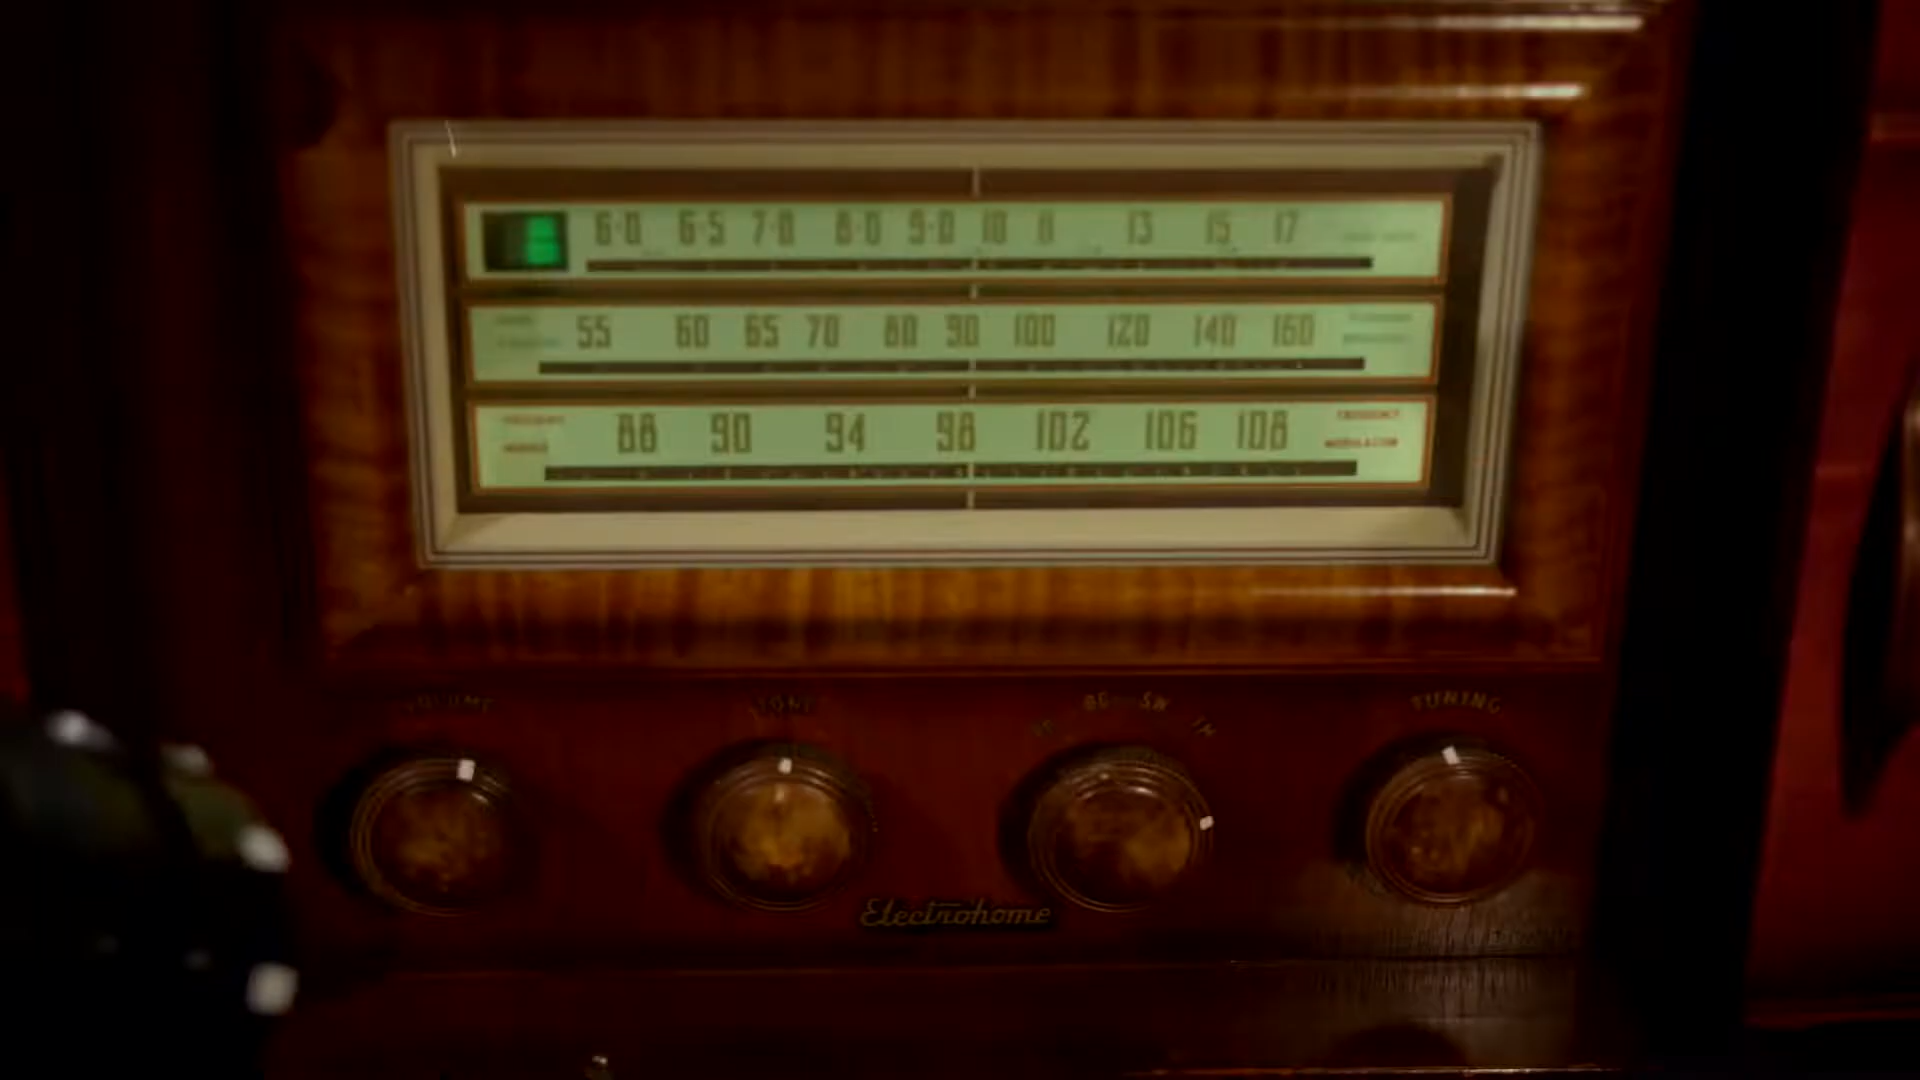 6·0 6·5 7·0 8·0 9·0 10 11 13 15 17
55 60 65 70 80 90 100 120 140 160
88 90 94 98 102 106 108
FREQUENCY
MODULATION
VOLUME TONE BC SW TUNING
Electrohome